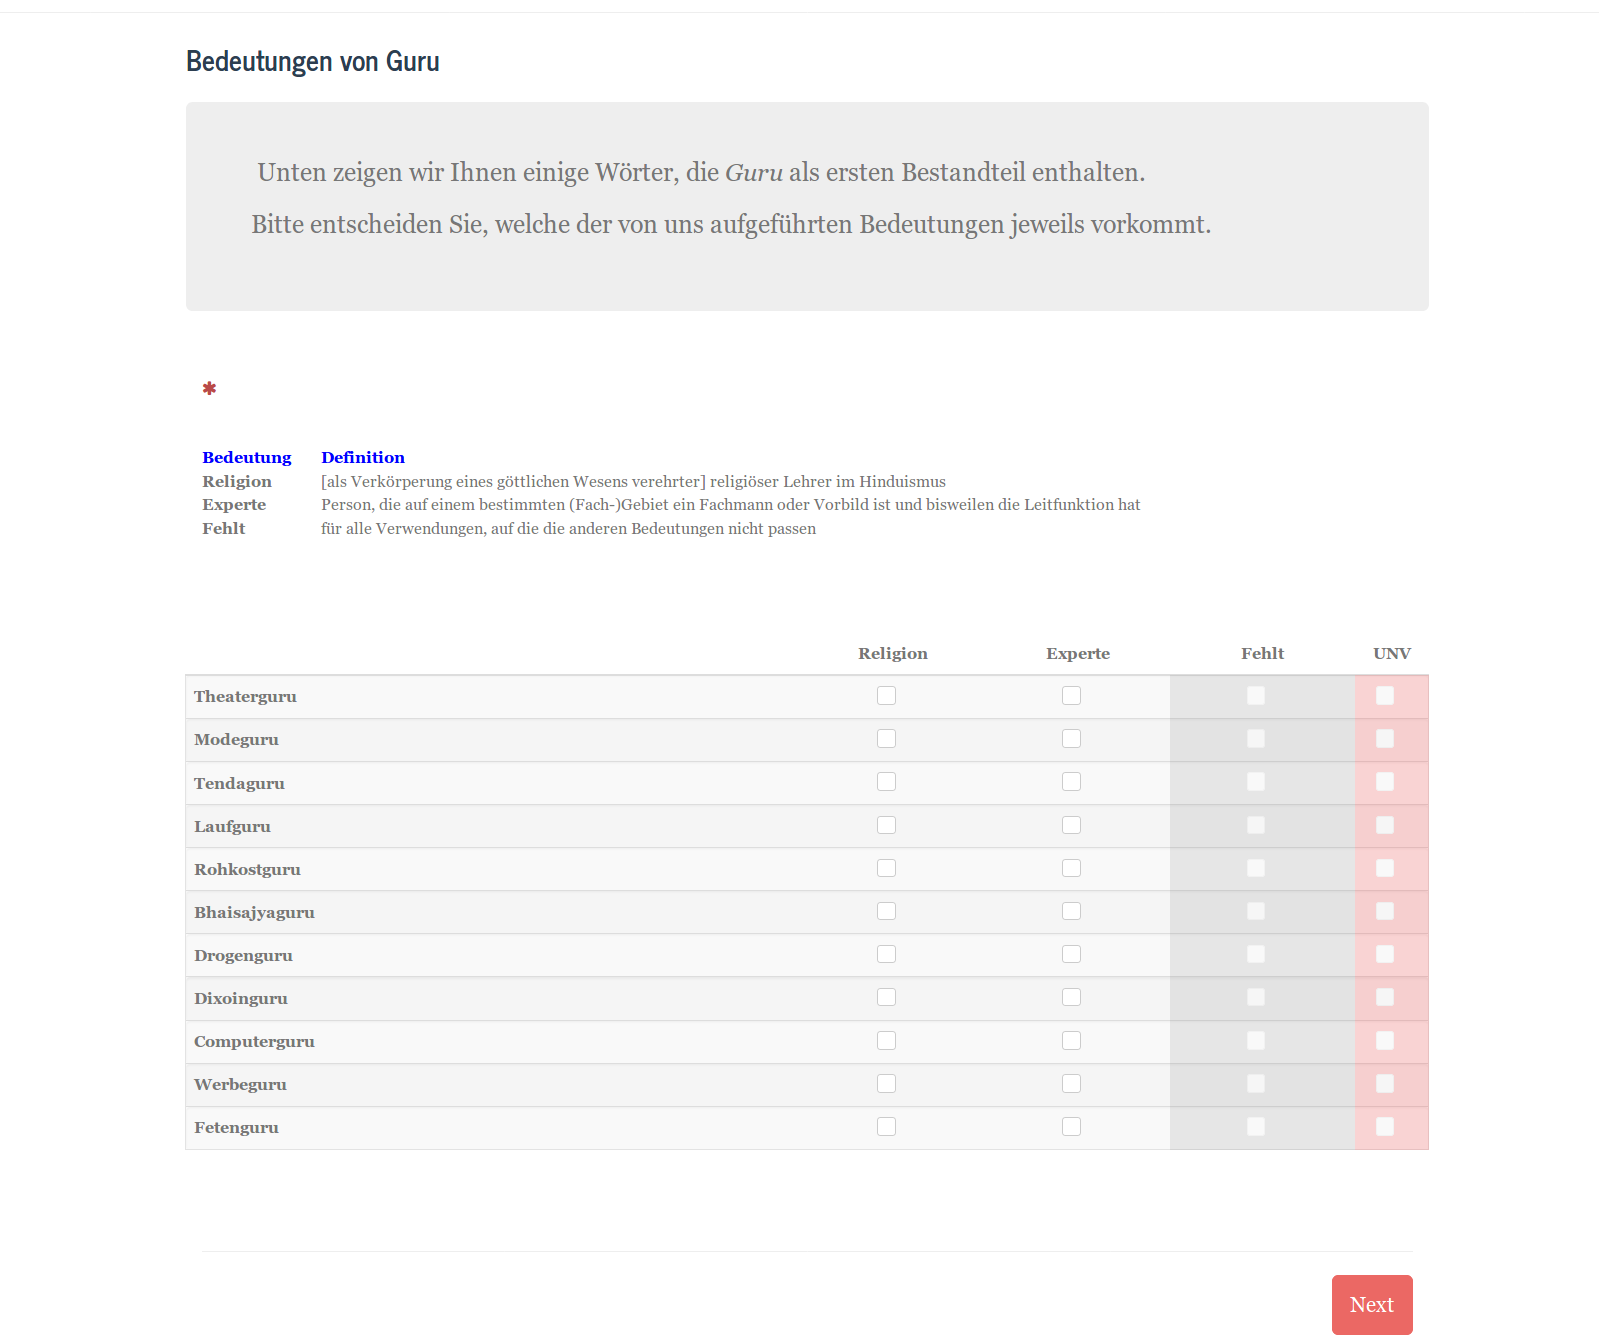 Bedeutungen von Guru
Unten zeigen wir Ihnen einige Wörter, die Guru als ersten Bestandteil enthalten.
Bitte entscheiden Sie, welche der von uns aufgeführten Bedeutungen jeweils vorkommt.
✱
Bedeutung Definition
Religion [als Verkörperung eines göttlichen Wesens verehrter] religiöser Lehrer im Hinduismus
Experte Person, die auf einem bestimmten (Fach-)Gebiet ein Fachmann oder Vorbild ist und bisweilen die Leitfunktion hat
Fehlt für alle Verwendungen, auf die die anderen Bedeutungen nicht passen
Religion Experte Fehlt UNV
Theaterguru
Modeguru
Tendaguru
Laufguru
Rohkostguru
Bhaisajyaguru
Drogenguru
Dixoinguru
Computerguru
Werbeguru
Fetenguru
Next